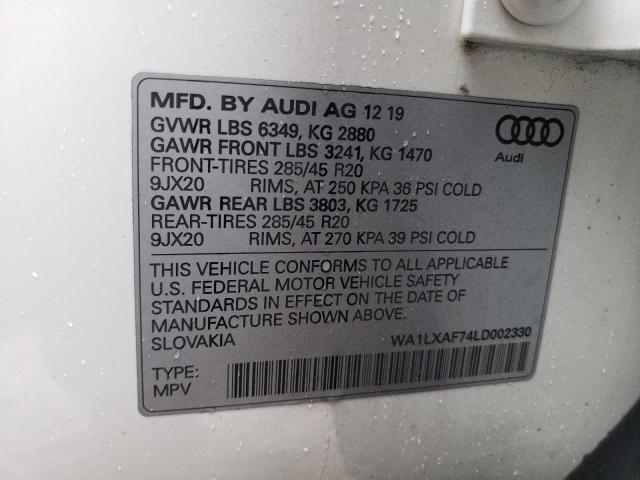 MFD. BY AUDI AG 12 19
GVWR LBS 6349, KG 2880
GAWR FRONT LBS 3241, KG 1470
FRONT-TIRES 285/45 R20
9JX20 RIMS, AT 250 KPA 36 PSI COLD
GAWR REAR LBS 3803, KG 1725
REAR-TIRES 285/45 R20
9JX20 RIMS, AT 270 KPA 39 PSI COLD
Audi
THIS VEHICLE CONFORMS TO ALL APPLICABLE
U.S. FEDERAL MOTOR VEHICLE SAFETY
STANDARDS IN EFFECT ON THE DATE OF
MANUFACTURE SHOWN ABOVE.
SLOVAKIA
WA1LXAF74LD002330
TYPE:
MPV